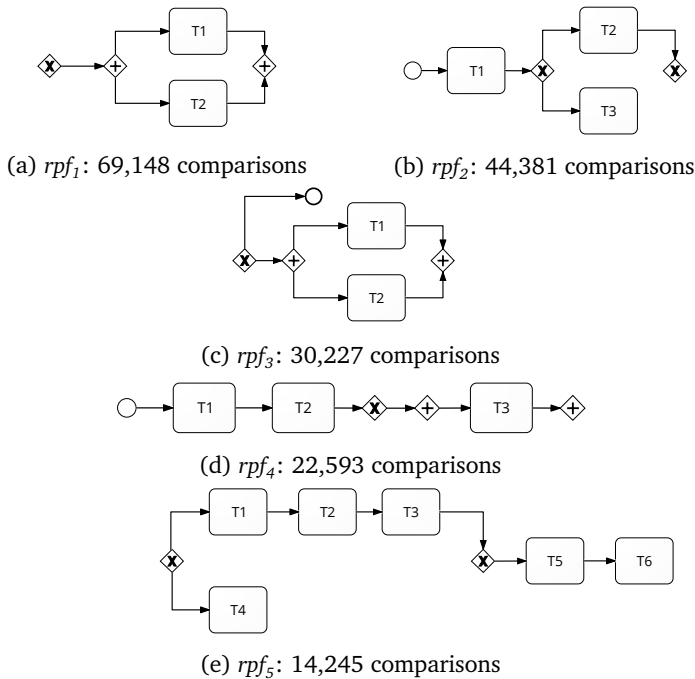 T1
T2
X
+
+
(a) rpf1: 69,148 comparisons
T2
T1
X
X
T3
(b) rpf2: 44,381 comparisons
T1
X
+
+
T2
(c) rpf3: 30,227 comparisons
T1
T2
X
+
T3
+
(d) rpf4: 22,593 comparisons
T1
T2
T3
X
X
T5
T6
T4
(e) rpf5: 14,245 comparisons